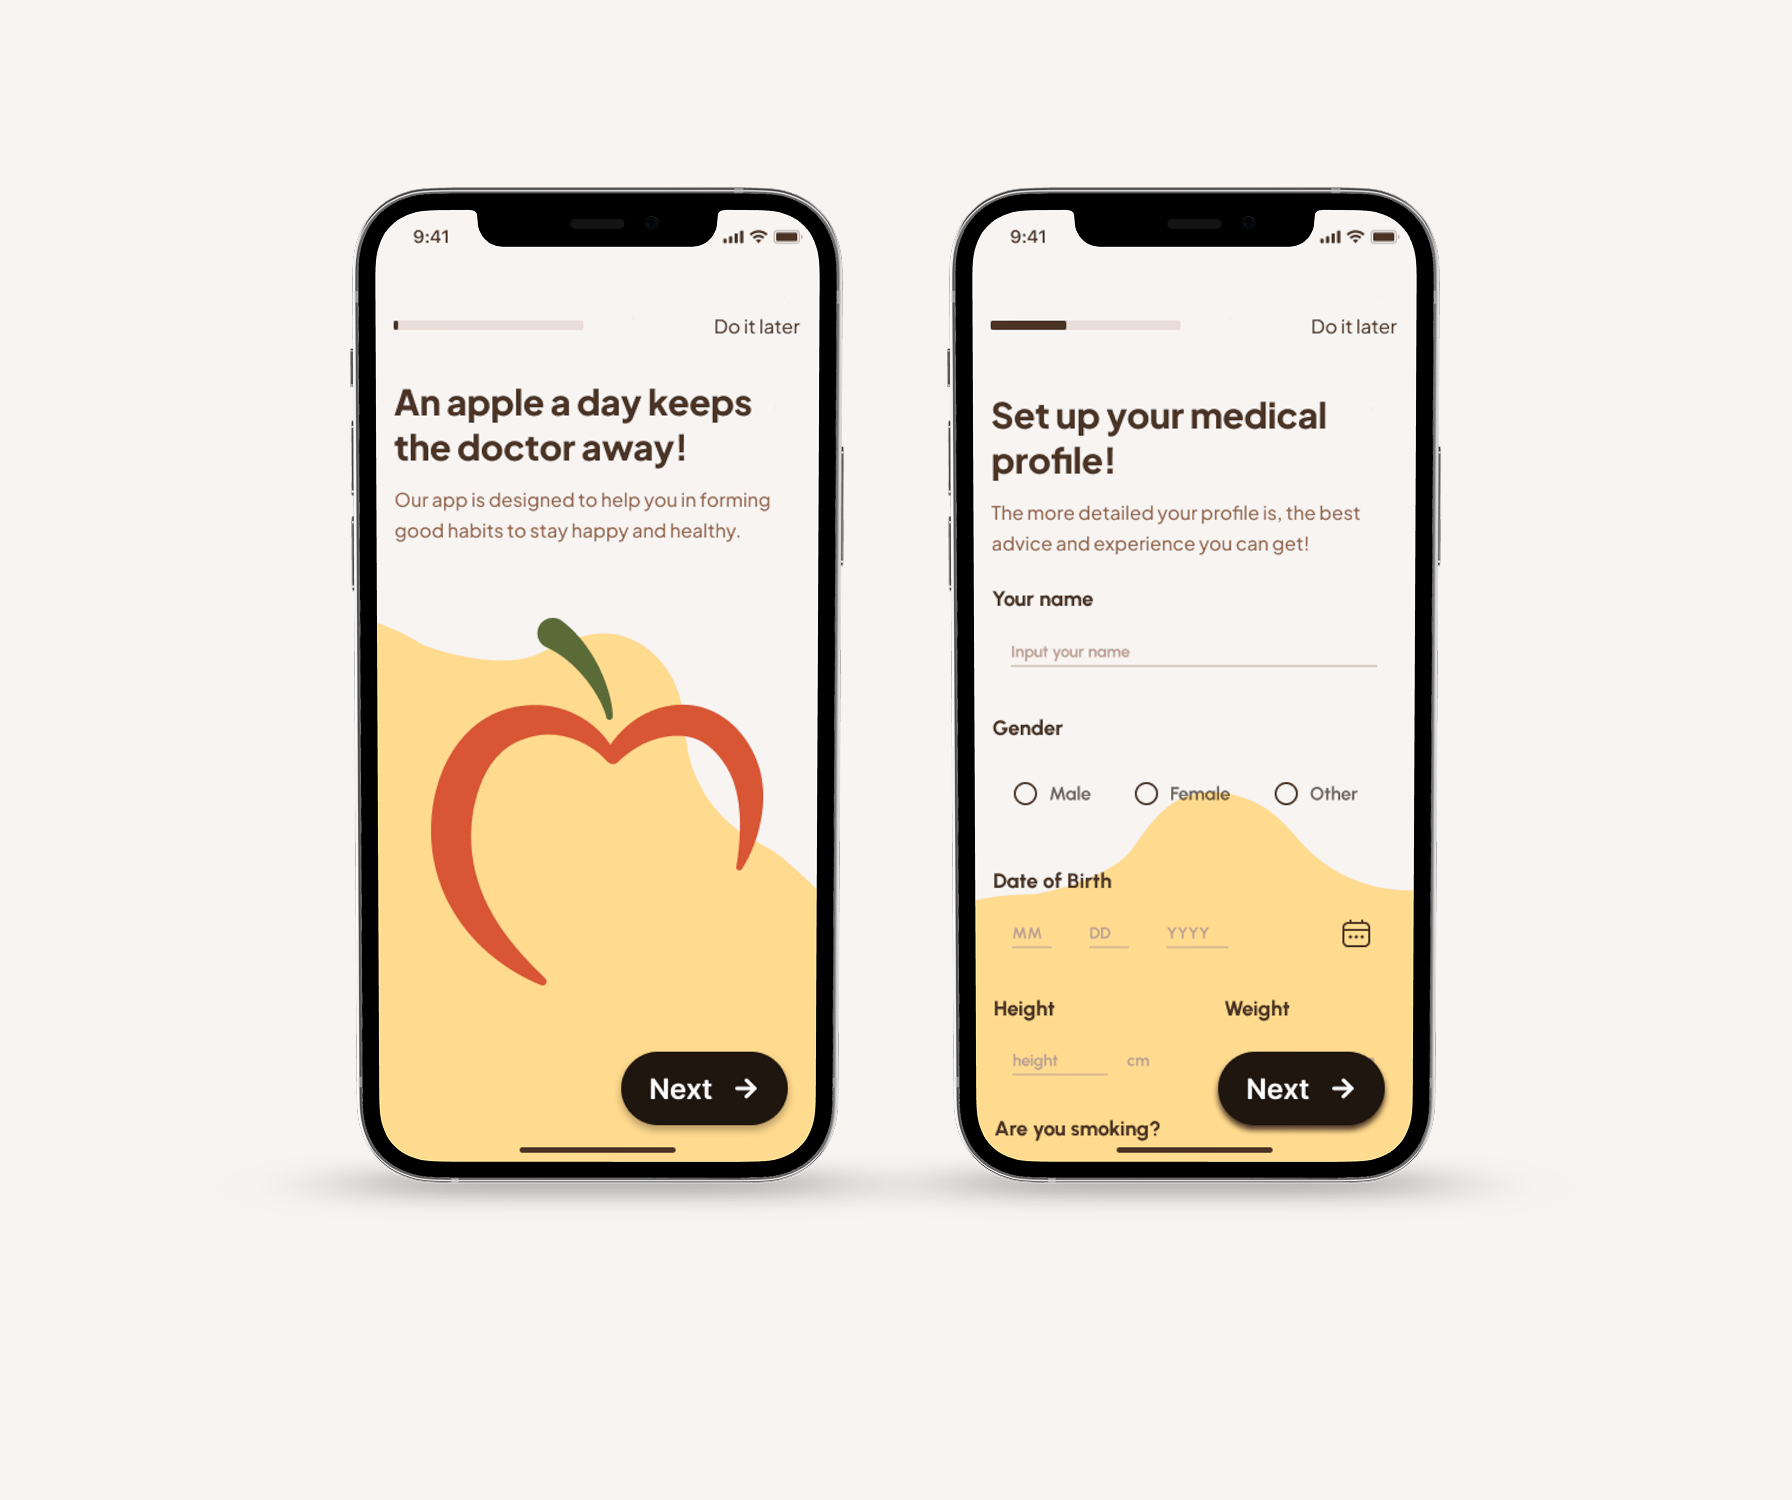 9:41
Do it later
An apple a day keeps
the doctor away!
Our app is designed to help you in forming
good habits to stay happy and healthy.
Next
9:41
Do it later
Set up your medical
profile!
The more detailed your profile is, the best
advice and experience you can get!
Your name
Input your name
Gender
Male Female Other
Date of Birth
MM DD YYYY
Height Weight
height cm
Next
Are you smoking?